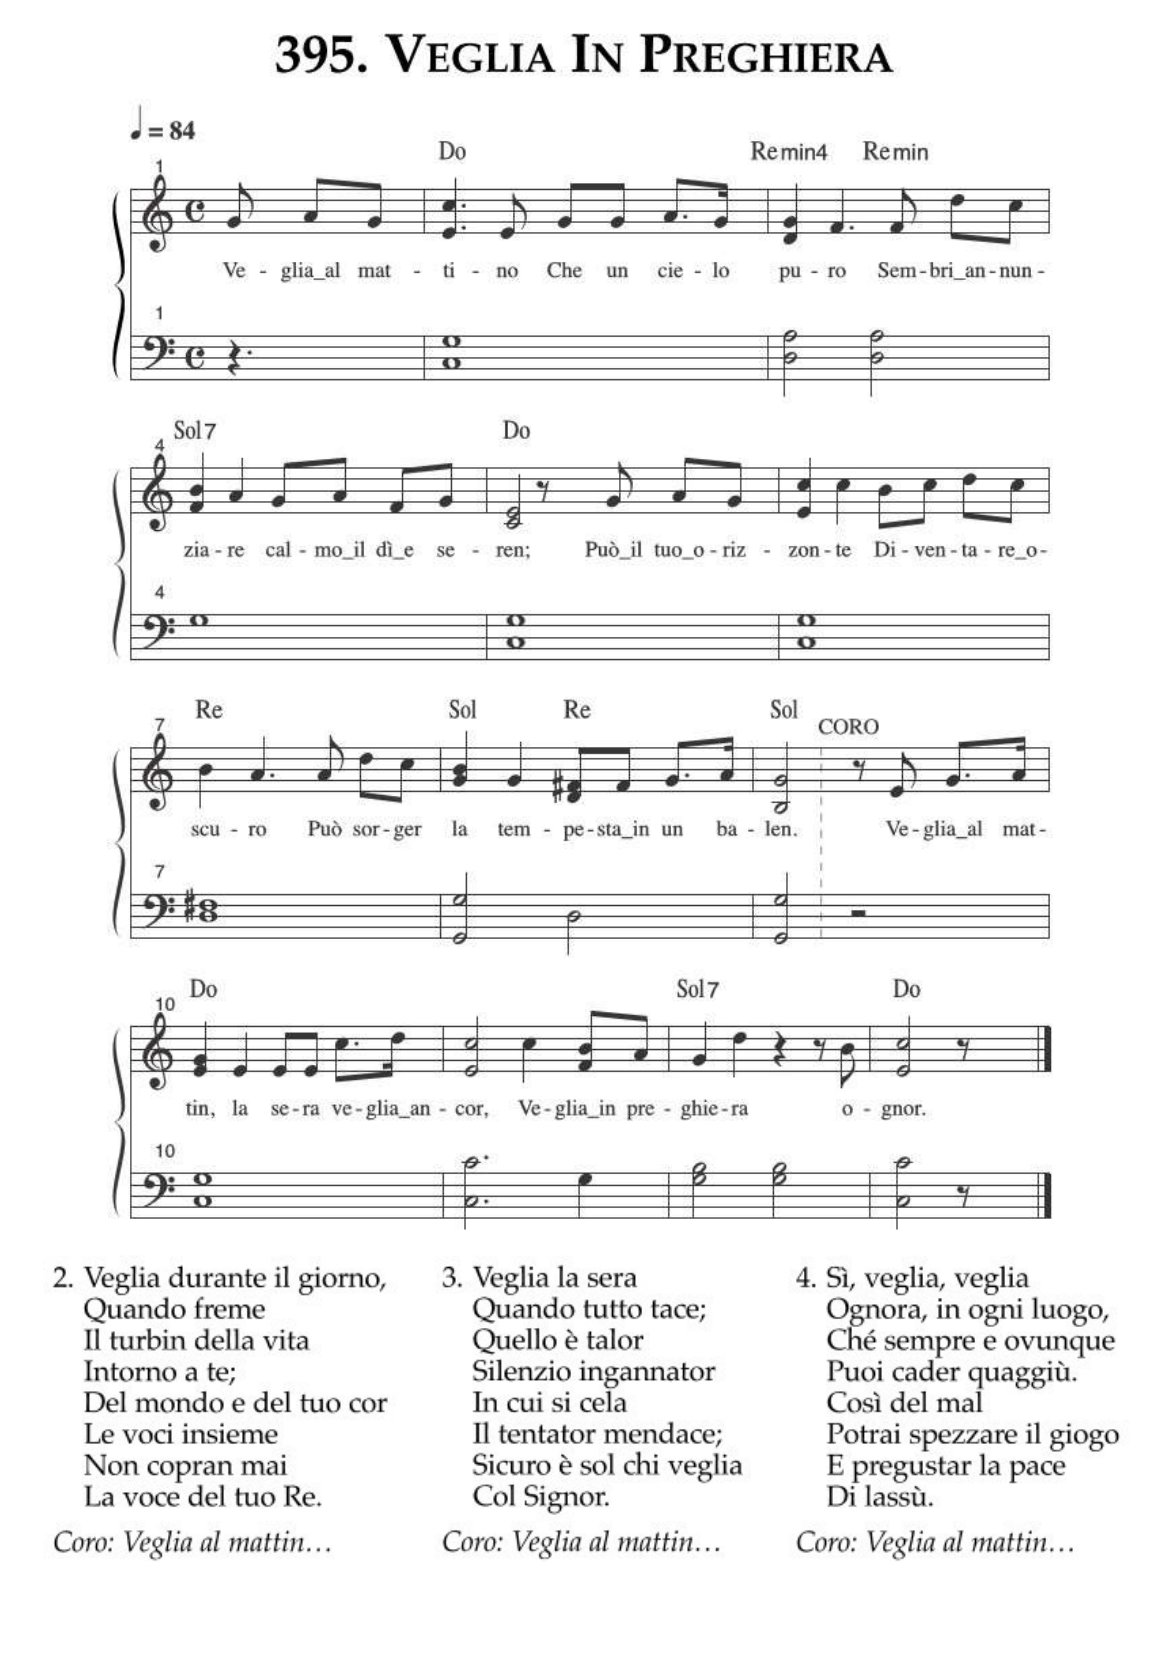 395. Veglia In Preghiera
= 84
Do Re min4 Re min
1
Ve - glia_al mat - ti - no Che un cie - lo pu - ro Sem - bri_an - nun -
1
Sol7 Do
4
zia - re cal - mo_il dì_e se - ren; Può_il tuo_o - riz - zon - te Di - ven - ta - re_o-
4
Re Sol Re Sol
7 CORO
scu - ro Può sor - ger la tem - pe - sta_in un ba - len. Ve - glia_al mat -
7
Do Sol7 Do
10
tin, la se - ra ve - glia_an - cor, Ve - glia_in pre - ghie - ra o - gnor.
10
2. Veglia durante il giorno,
Quando freme
Il turbin della vita
Intorno a te;
Del mondo e del tuo cor
Le voci insieme
Non copran mai
La voce del tuo Re.
Coro: Veglia al mattin…
3. Veglia la sera
Quando tutto tace;
Quello è talor
Silenzio ingannator
In cui si cela
Il tentator mendace;
Sicuro è sol chi veglia
Col Signor.
Coro: Veglia al mattin…
4. Sì, veglia, veglia
Ognora, in ogni luogo,
Ché sempre e ovunque
Puoi cader quaggiù.
Così del mal
Potrai spezzare il giogo
E pregustar la pace
Di lassù.
Coro: Veglia al mattin…